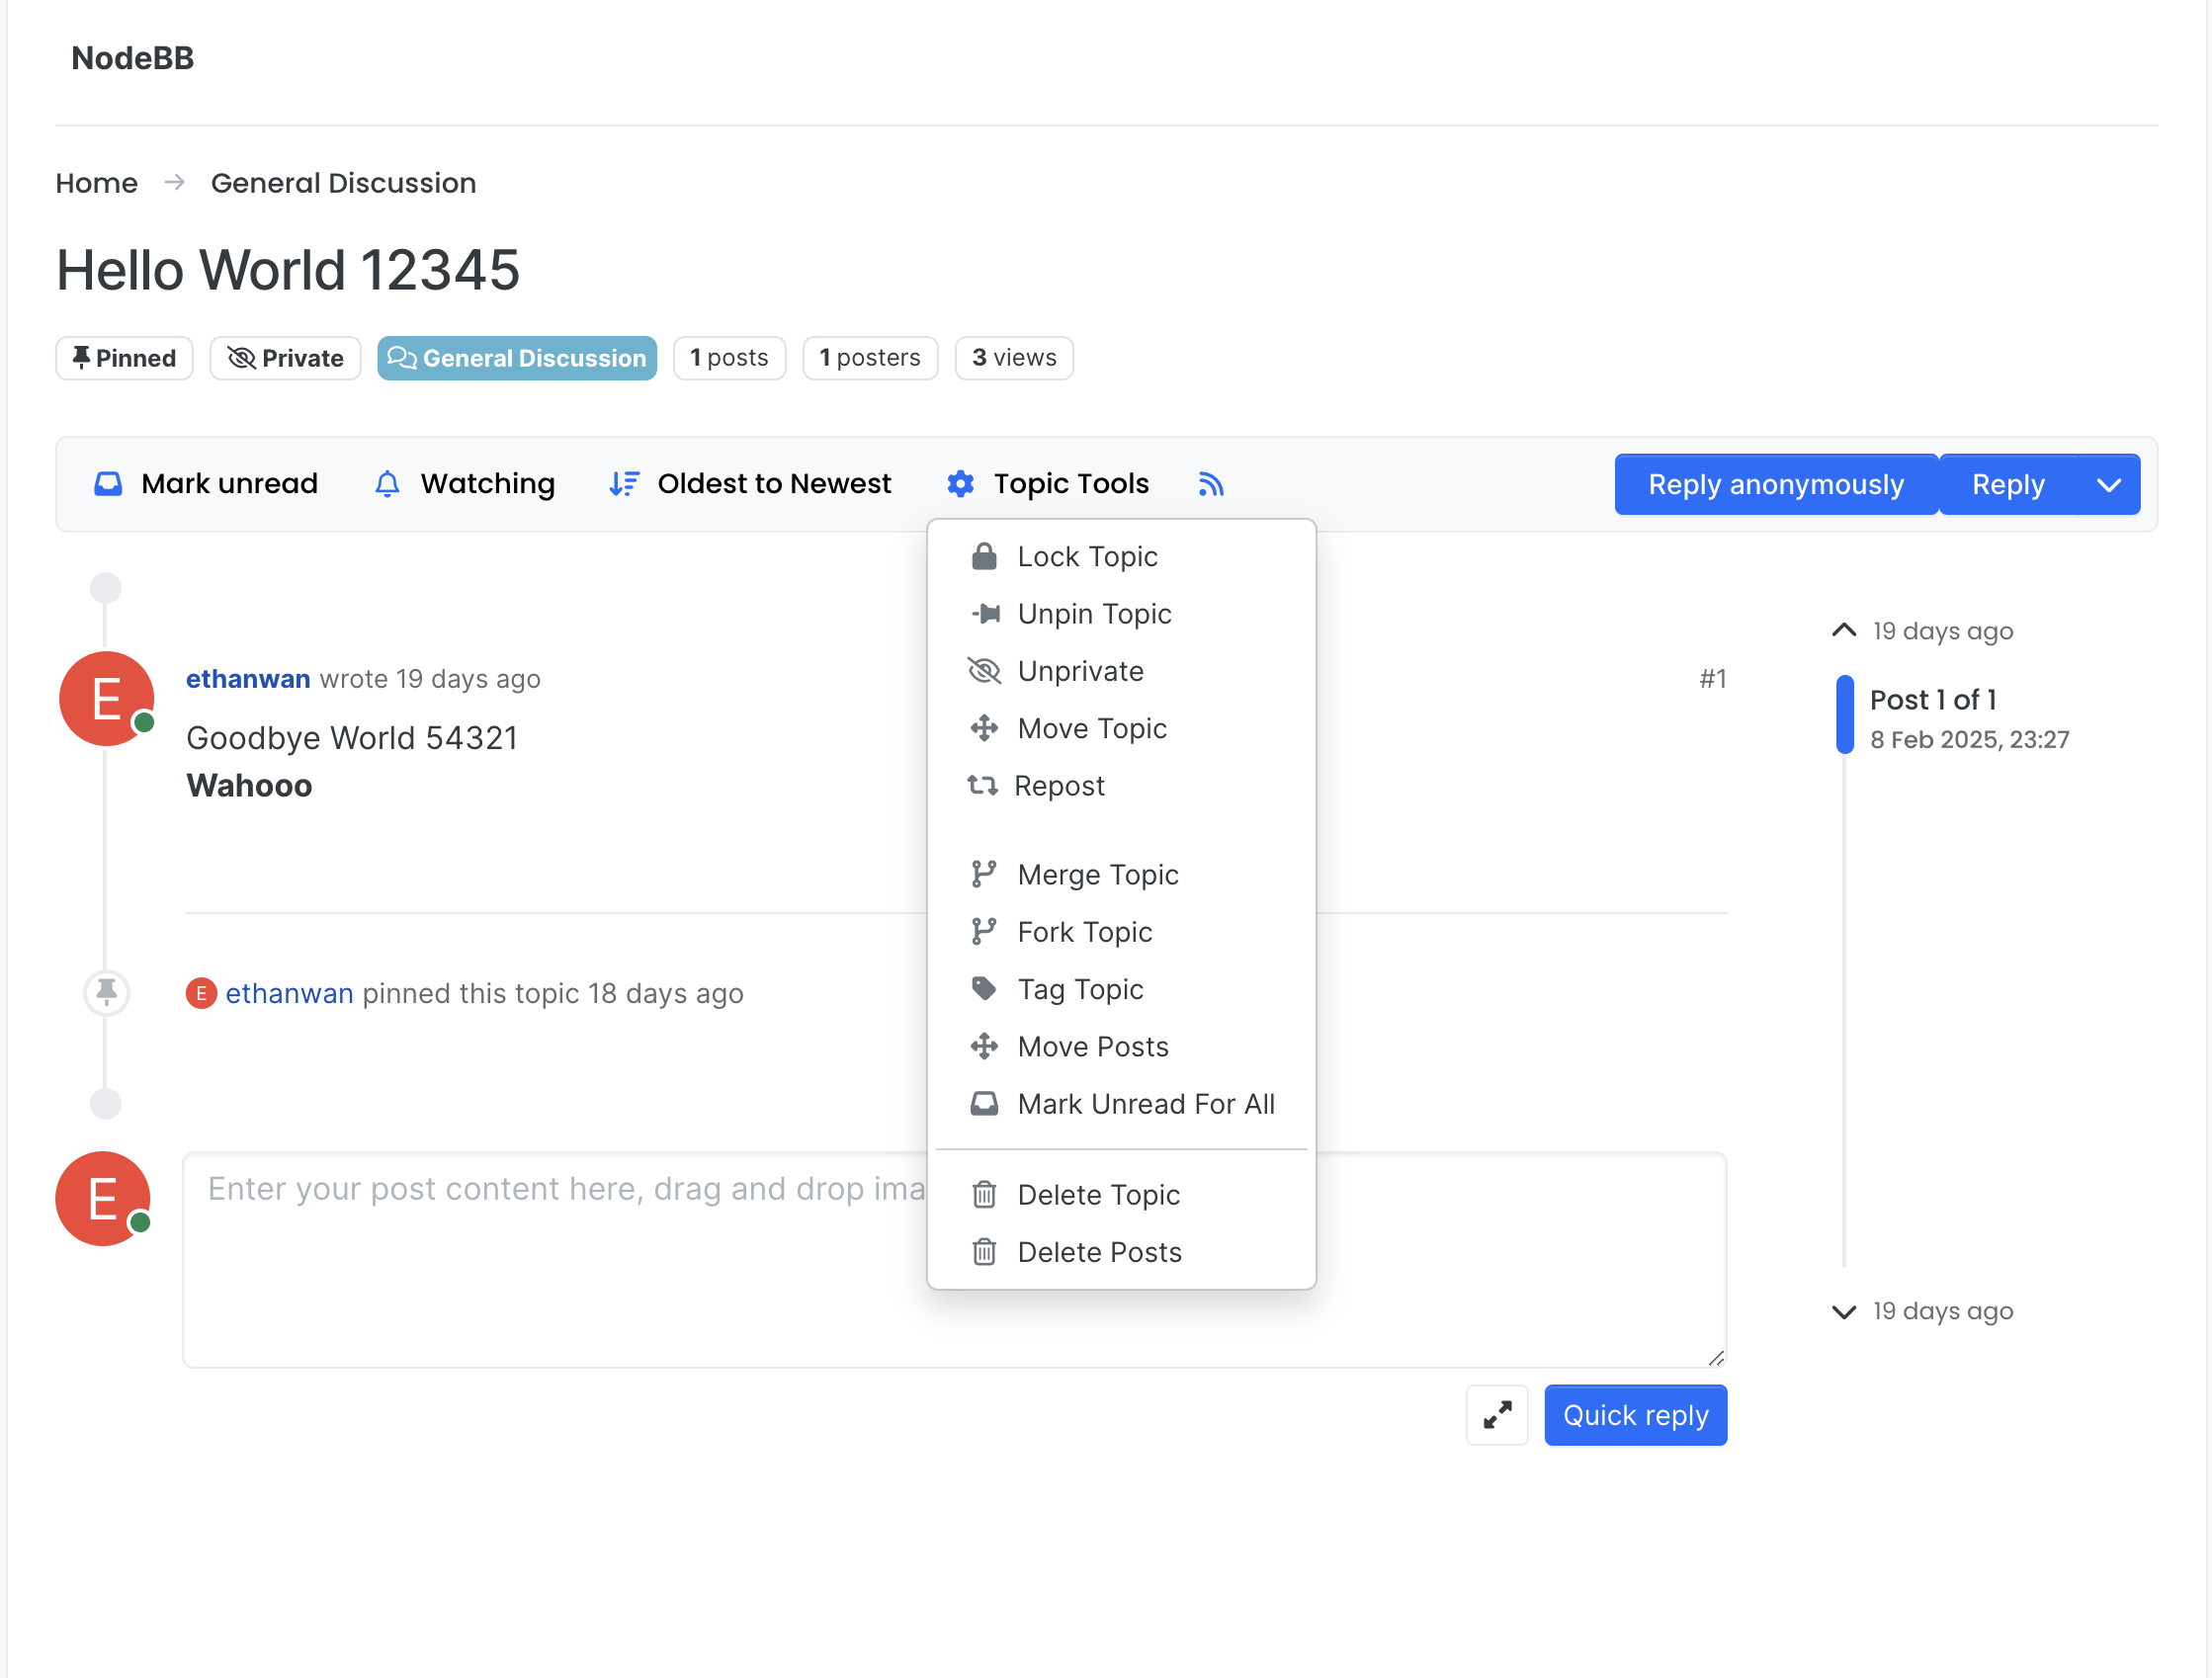 NodeBB
Home → General Discussion
Hello World 12345
Pinned Private General Discussion 1 posts 1 posters 3 views
Mark unread Watching Oldest to Newest Topic Tools Reply anonymously Reply
Lock Topic
Unpin Topic
Unprivate
Move Topic
Repost
Merge Topic
Fork Topic
Tag Topic
Move Posts
Mark Unread For All
Delete Topic
Delete Posts
E ethanwan wrote 19 days ago #1
Goodbye World 54321
Wahooo
E ethanwan pinned this topic 18 days ago
19 days ago
Post 1 of 1
8 Feb 2025, 23:27
19 days ago
E
Enter your post content here, drag and drop
Quick reply